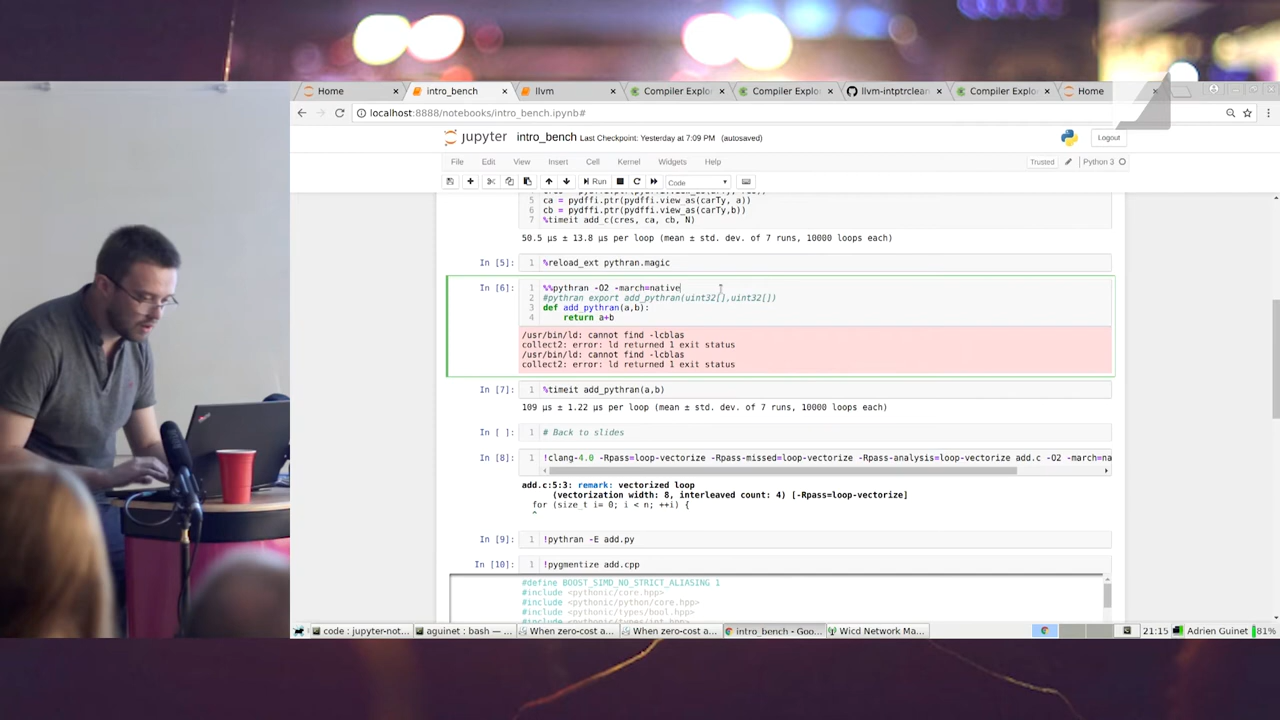 Home
intro_bench
llvm
Compiler Explo
Compiler Explo
llvm-intptrclean
Compiler Explo
Home
localhost:8888/notebooks/intro_bench.ipynb#
jupyter intro_bench Last Checkpoint: Yesterday at 7:09 PM (autosaved)
Logout
File Edit View Insert Cell Kernel Widgets Help
Trusted
Python 3
Run
Code
5 ca = pydffi.ptr(pydffi.view_as(carTy, a))
6 cb = pydffi.ptr(pydffi.view_as(carTy,b))
7 %timeit add_c(cres, ca, cb, N)
50.5 µs ± 13.8 µs per loop (mean ± std. dev. of 7 runs, 10000 loops each)
In [5]: 1 %reload_ext pythran.magic
In [6]: 1 %%pythran -O2 -march=native
2 #pythran export add_pythran(uint32[],uint32[])
3 def add_pythran(a,b):
4 return a+b
/usr/bin/ld: cannot find -lcblas
collect2: error: ld returned 1 exit status
/usr/bin/ld: cannot find -lcblas
collect2: error: ld returned 1 exit status
In [7]: 1 %timeit add_pythran(a,b)
109 µs ± 1.22 µs per loop (mean ± std. dev. of 7 runs, 10000 loops each)
In [ ]: 1 # Back to slides
In [8]: 1 !clang-4.0 -Rpass=loop-vectorize -Rpass-missed=loop-vectorize -Rpass-analysis=loop-vectorize add.c -O2 -march=na
add.c:5:3: remark: vectorized loop
(vectorization width: 8, interleaved count: 4) [-Rpass=loop-vectorize]
for (size_t i= 0; i < n; ++i) {
^
In [9]: 1 !pythran -E add.py
In [10]: 1 !pygmentize add.cpp
#define BOOST_SIMD_NO_STRICT_ALIASING 1
#include <pythonic/core.hpp>
#include <pythonic/python/core.hpp>
#include <pythonic/types/bool.hpp>
#include <pythonic/types/int.hpp>
code : jupyter-not...
aguinet : bash — ...
When zero-cost a...
When zero-cost a...
intro_bench - Goo...
Wicd Network Ma...
21:15
Adrien Guinet
81%